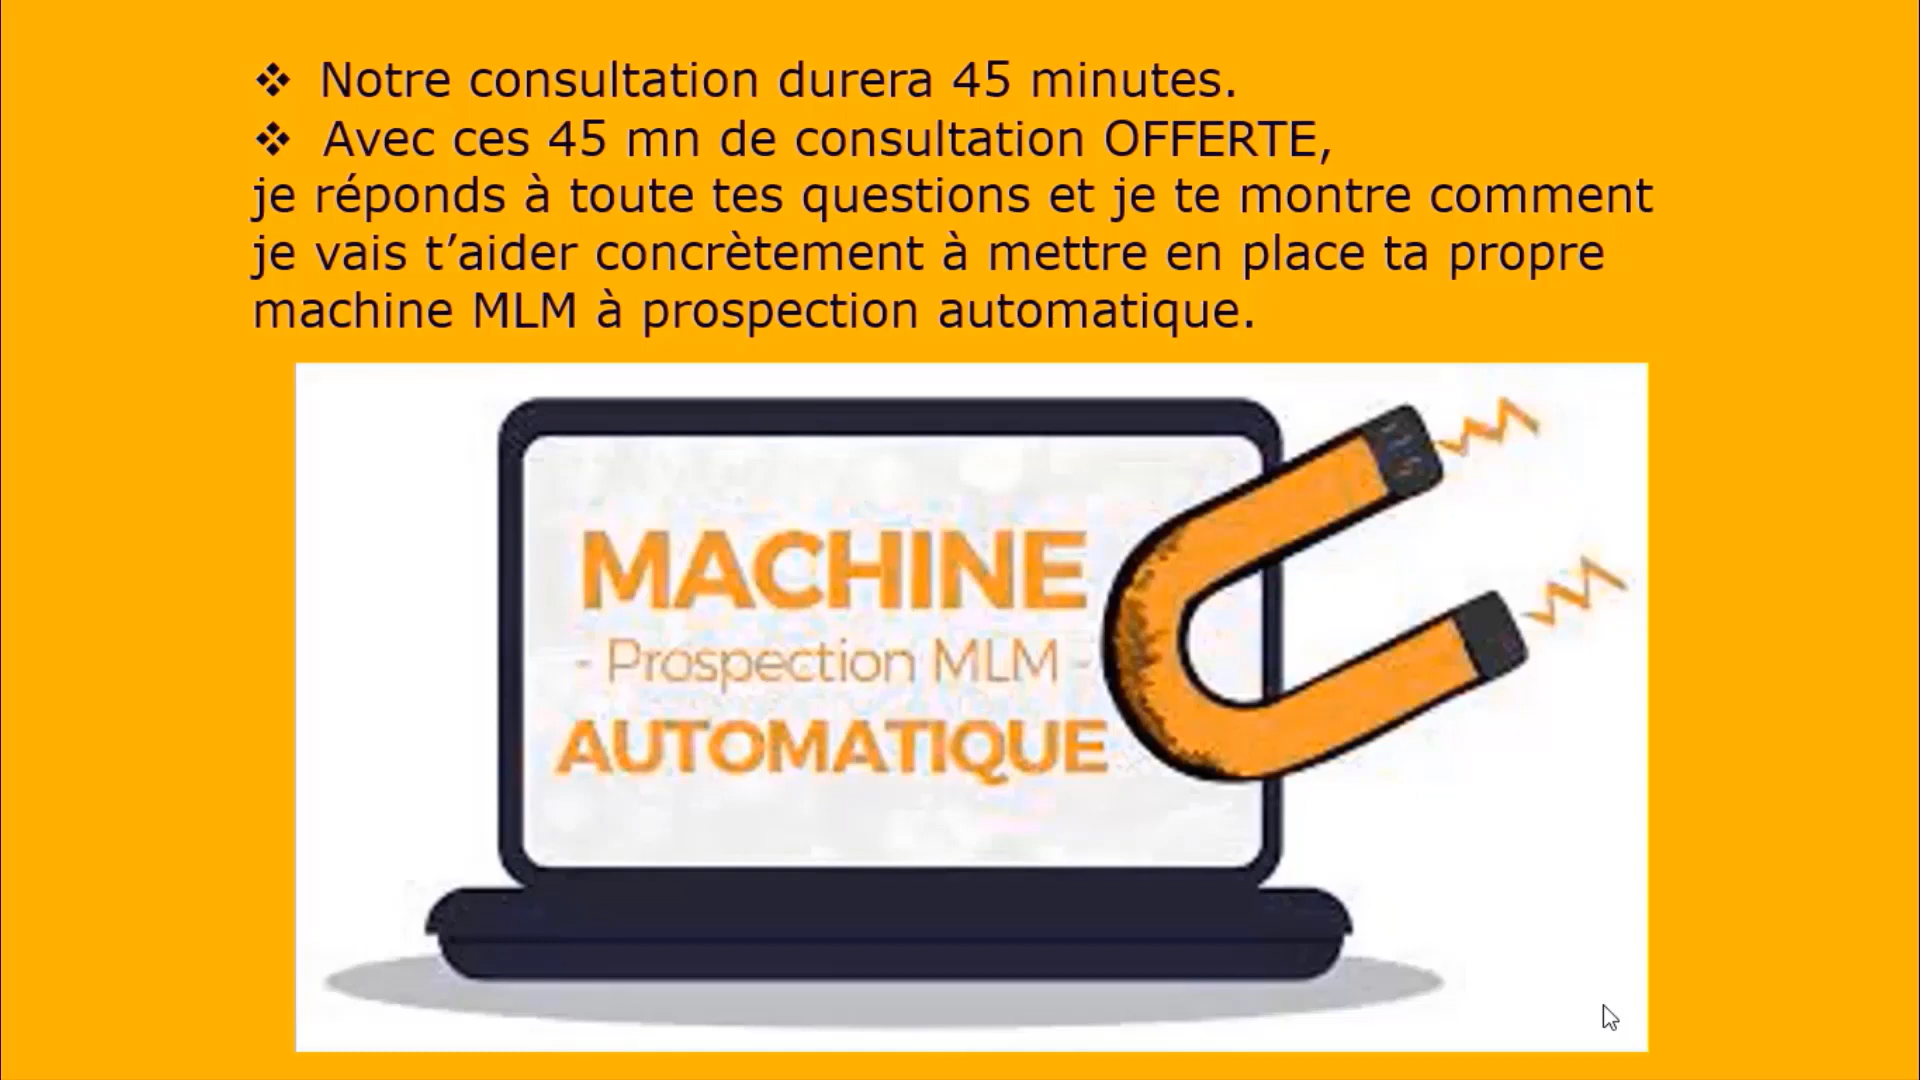 ❖ Notre consultation durera 45 minutes.
❖ Avec ces 45 mn de consultation OFFERTE,
je réponds à toute tes questions et je te montre comment
je vais t’aider concrètement à mettre en place ta propre
machine MLM à prospection automatique.
MACHINE
- Prospection MLM -
AUTOMATIQUE